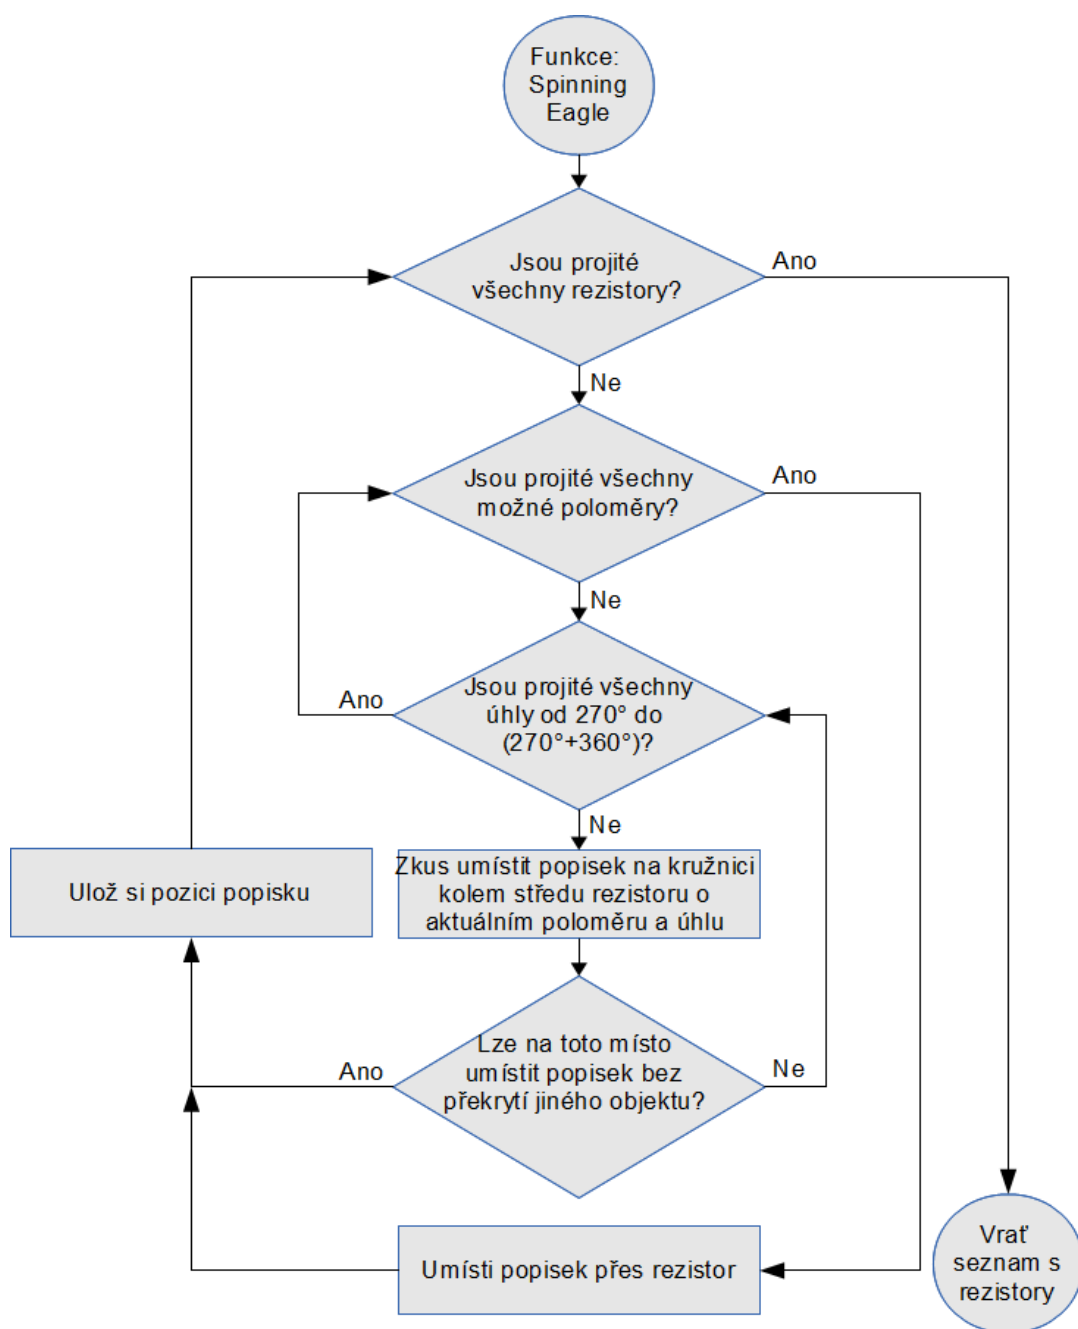 Funkce:
Spinning
Eagle
Jsou projité
všechny rezistory?
Ano
Ne
Jsou projité všechny
možné poloměry?
Ano
Ne
Jsou projité všechny
úhly od 270° do
(270°+360°)?
Ano
Ne
Ulož si pozici popisku
Zkus umístit popisek na kružnici
kolem středu rezistoru o
aktuálním poloměru a úhlu
Lze na toto místo
umístit popisek bez
překrytí jiného objektu?
Ano
Ne
Umísti popisek přes rezistor
Vrať
seznam s
rezistory